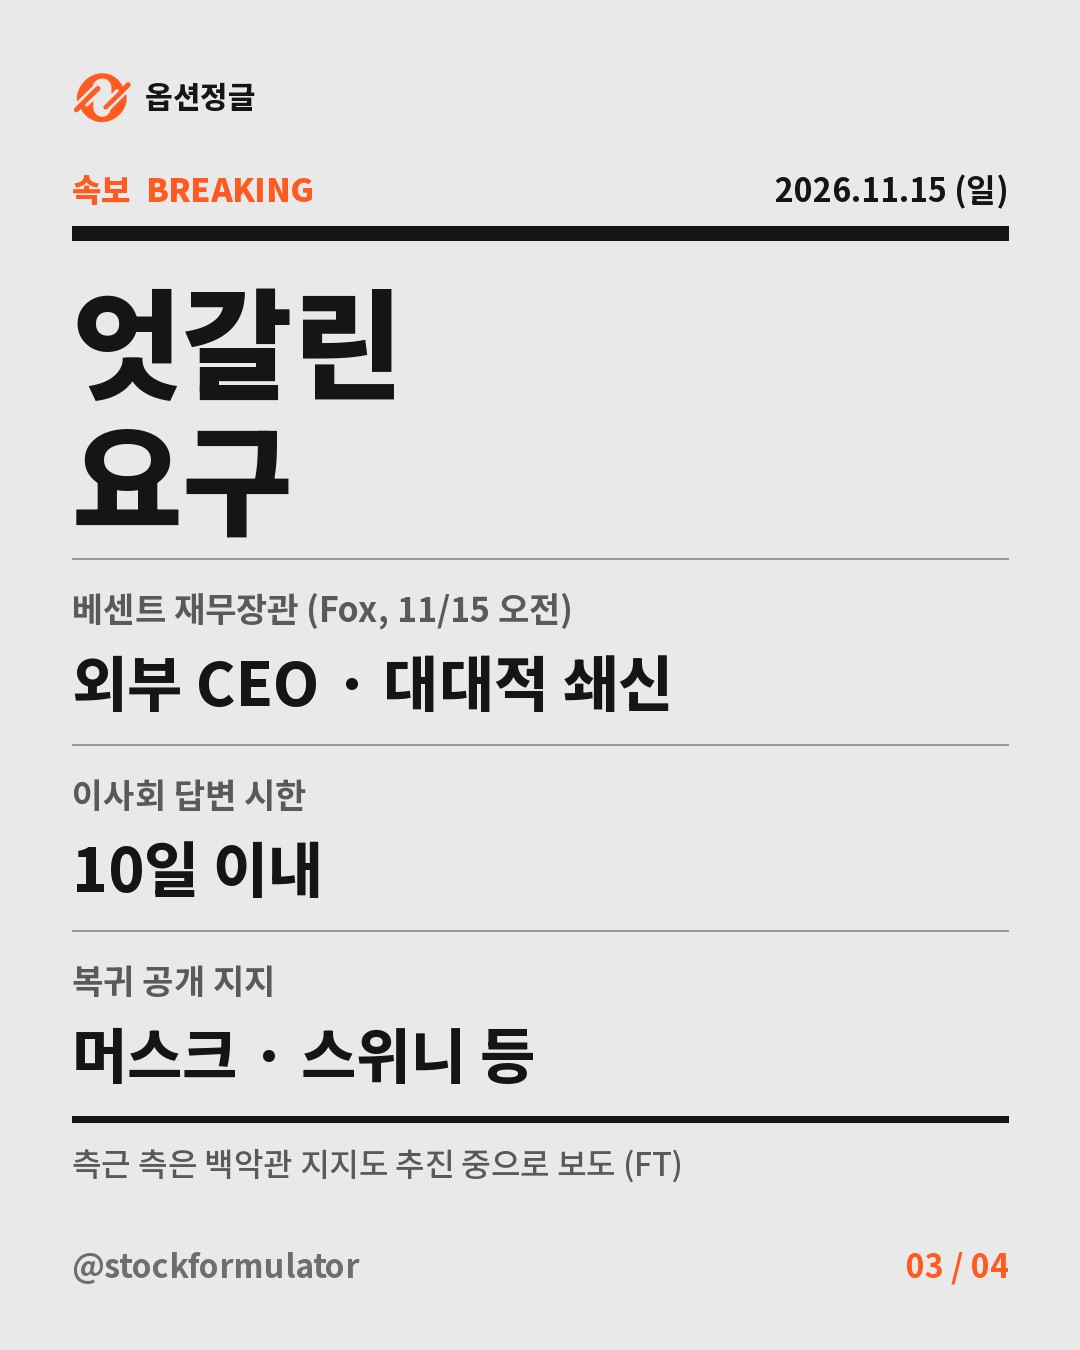 옵션정글
속보 BREAKING
2026.11.15 (일)
엇갈린
요구
베센트 재무장관 (Fox, 11/15 오전)
외부 CEO · 대대적 쇄신
이사회 답변 시한
10일 이내
복귀 공개 지지
머스크 · 스위니 등
측근 측은 백악관 지지도 추진 중으로 보도 (FT)
@stockformulator
03 / 04